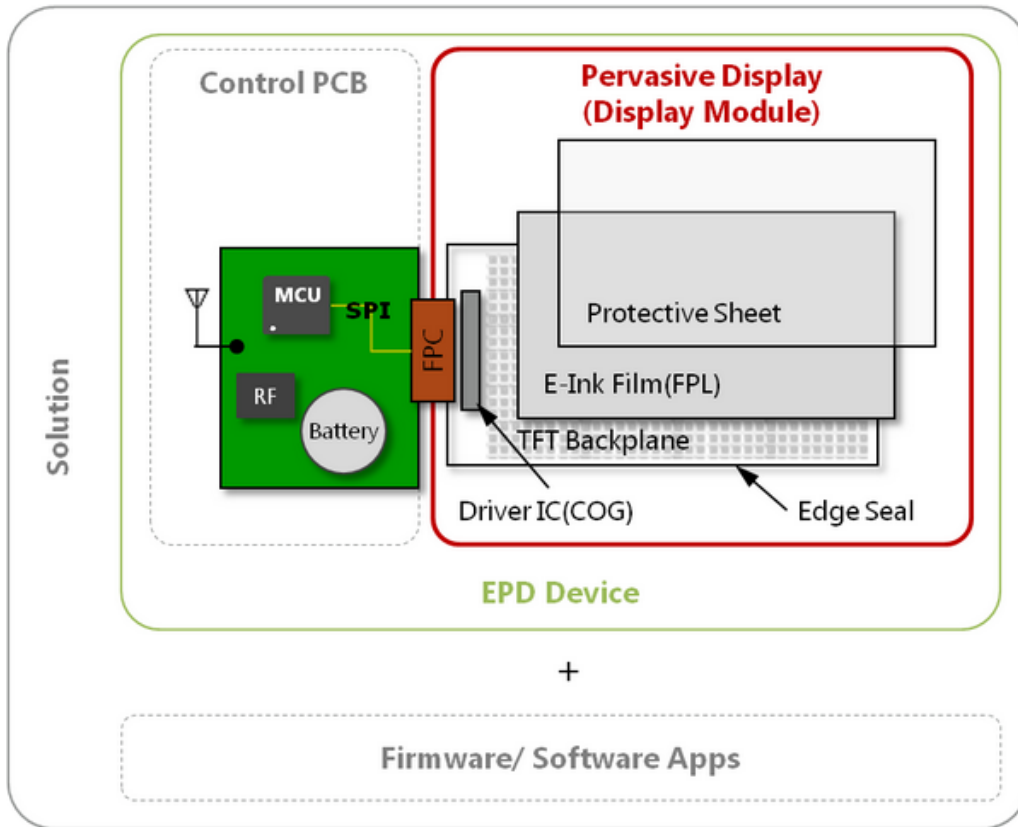 Control PCB
Pervasive Display
(Display Module)
MCU
SPI
FPC
RF
Battery
Protective Sheet
E-Ink Film(FPL)
TFT Backplane
Driver IC(COG)
Edge Seal
Solution
EPD Device
+
Firmware/ Software Apps